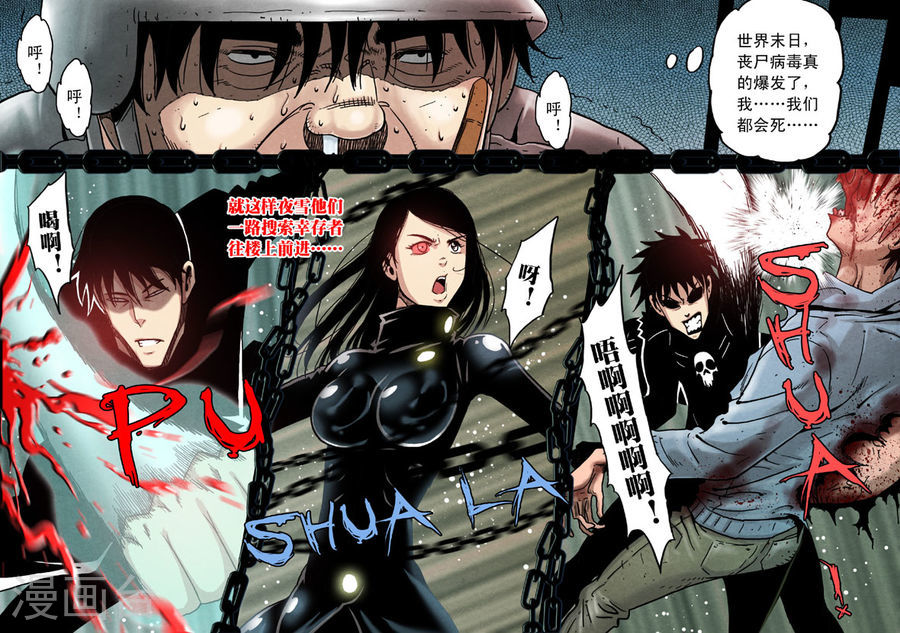 呼！
呼！
呼！
世界末日，
丧尸病毒真
的爆发了，
我……我们
都会死……
喝啊！
就这样夜雪他们
一路搜索幸存者
往楼上前进……
呀！
唔啊啊啊啊啊！
PU
SHUA LA
SHUA!
漫画台